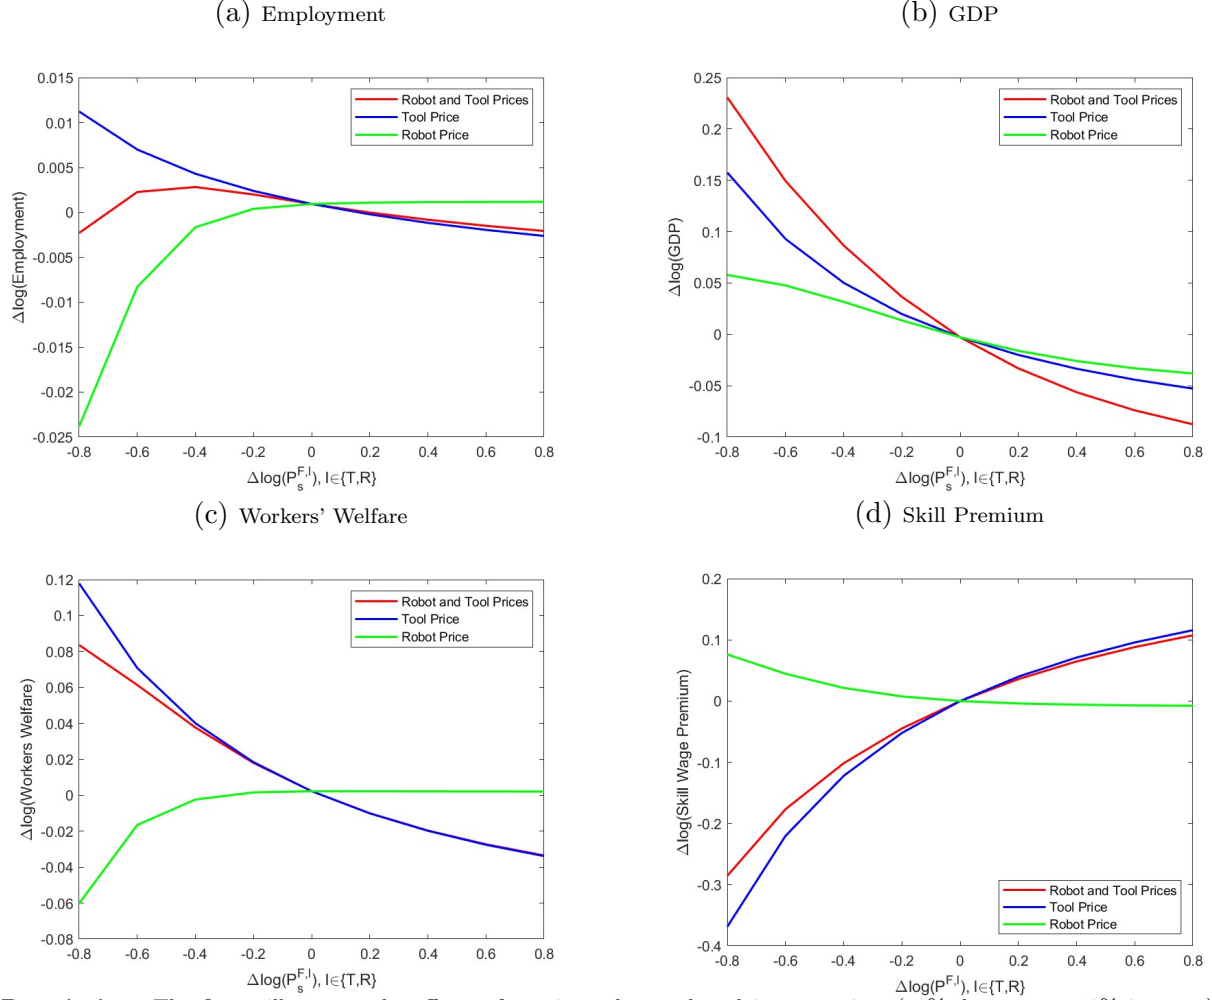 (a) Employment
0.015
0.01
0.005
0
-0.005
-0.01
-0.015
-0.02
-0.025
Δlog(Employment)
Robot and Tool Prices
Tool Price
Robot Price
-0.8 -0.6 -0.4 -0.2 0 0.2 0.4 0.6 0.8
Δlog(P_s^{F,I}), I∈{T,R}
(b) GDP
0.25
0.2
0.15
0.1
0.05
0
-0.05
-0.1
Δlog(GDP)
Robot and Tool Prices
Tool Price
Robot Price
-0.8 -0.6 -0.4 -0.2 0 0.2 0.4 0.6 0.8
Δlog(P_s^{F,I}), I∈{T,R}
(c) Workers' Welfare
0.12
0.1
0.08
0.06
0.04
0.02
0
-0.02
-0.04
-0.06
-0.08
Δlog(Workers Welfare)
Robot and Tool Prices
Tool Price
Robot Price
-0.8 -0.6 -0.4 -0.2 0 0.2 0.4 0.6 0.8
Δlog(P_s^{F,I}), I∈{T,R}
(d) Skill Premium
0.2
0.1
0
-0.1
-0.2
-0.3
-0.4
Δlog(Skill Wage Premium)
Robot and Tool Prices
Tool Price
Robot Price
-0.8 -0.6 -0.4 -0.2 0 0.2 0.4 0.6 0.8
Δlog(P_s^{F,I}), I∈{T,R}